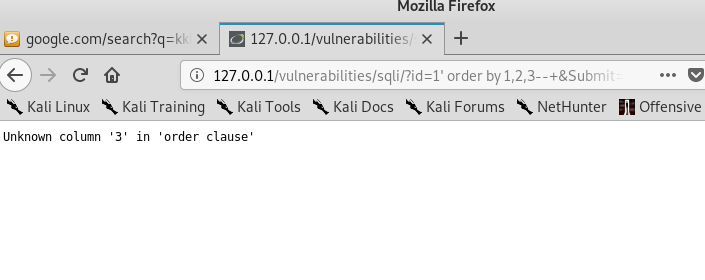 Mozilla Firefox
google.com/search?q=kk 127.0.0.1/vulnerabilities/
127.0.0.1/vulnerabilities/sqli/?id=1' order by 1,2,3--+&Submit=
Kali Linux Kali Training Kali Tools Kali Docs Kali Forums NetHunter Offensive
Unknown column '3' in 'order clause'